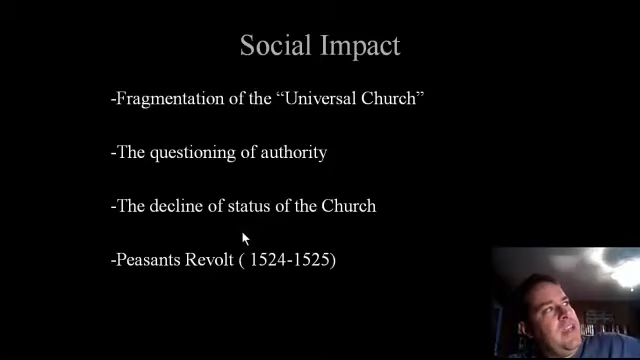 Social Impact
-Fragmentation of the “Universal Church”
-The questioning of authority
-The decline of status of the Church
-Peasants Revolt ( 1524-1525)